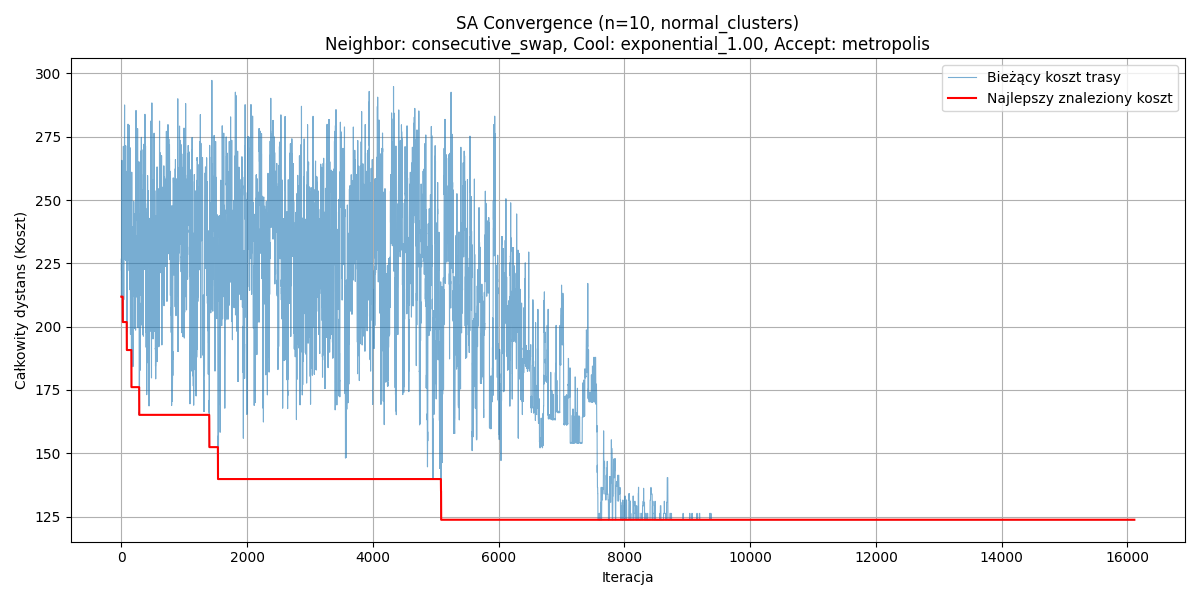 SA Convergence (n=10, normal_clusters)
Neighbor: consecutive_swap, Cool: exponential_1.00, Accept: metropolis
Bieżący koszt trasy
Najlepszy znaleziony koszt
Całkowity dystans (Koszt)
300
275
250
225
200
175
150
125
0 2000 4000 6000 8000 10000 12000 14000 16000
Iteracja